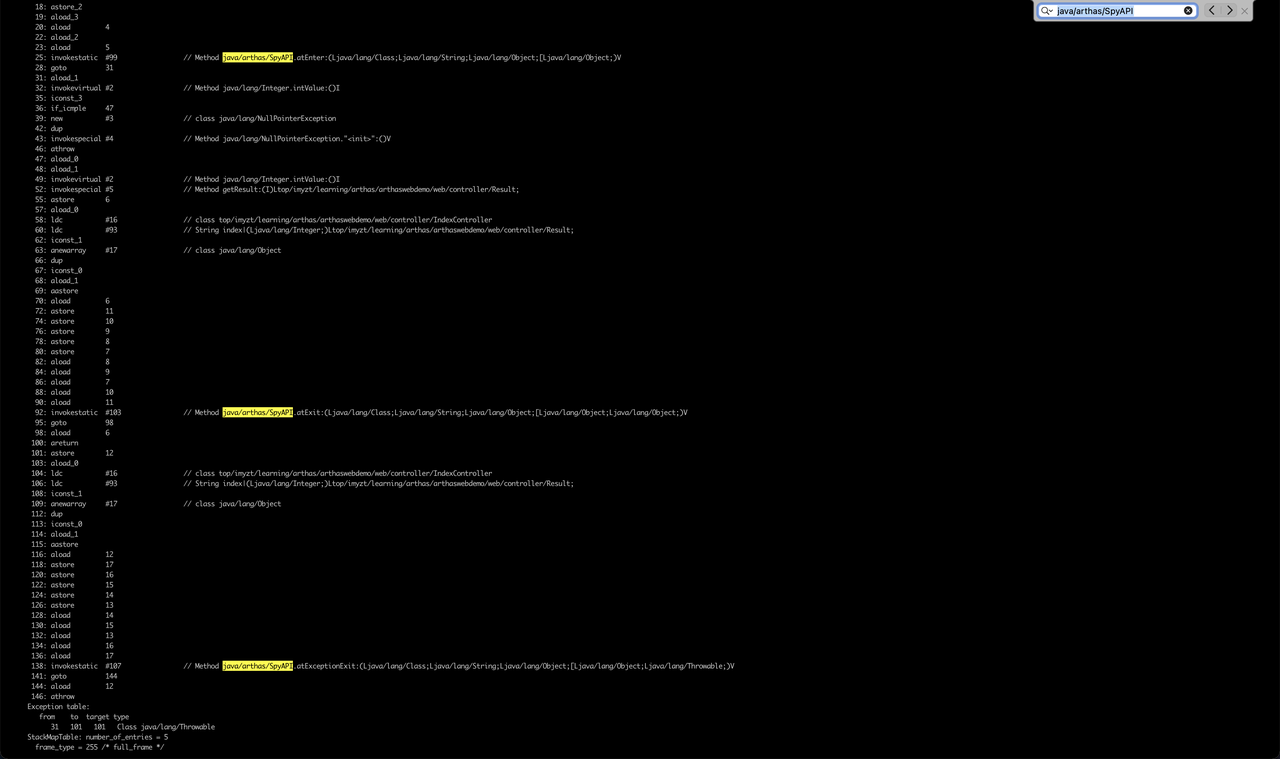 java/arthas/SpyAPI
18: astore_2
19: aload_3
20: aload 4
22: aload_2
23: aload 5
25: invokestatic #99 // Method java/arthas/SpyAPI.atEnter:(Ljava/lang/Class;Ljava/lang/String;Ljava/lang/Object;[Ljava/lang/Object;)V
28: goto 31
31: aload_1
32: invokevirtual #2 // Method java/lang/Integer.intValue:()I
35: iconst_3
36: if_icmple 47
39: new #3 // class java/lang/NullPointerException
42: dup
43: invokespecial #4 // Method java/lang/NullPointerException."<init>":()V
46: athrow
47: aload_0
48: aload_1
49: invokevirtual #2 // Method java/lang/Integer.intValue:()I
52: invokespecial #5 // Method getResult:(I)Ltop/imyzt/learning/arthas/arthaswebdemo/web/controller/Result;
55: astore 6
57: aload_0
58: ldc #16 // class top/imyzt/learning/arthas/arthaswebdemo/web/controller/IndexController
60: ldc #93 // String index|(Ljava/lang/Integer;)Ltop/imyzt/learning/arthas/arthaswebdemo/web/controller/Result;
62: iconst_1
63: anewarray #17 // class java/lang/Object
66: dup
67: iconst_0
68: aload_1
69: aastore
70: aload 6
72: astore 11
74: astore 10
76: astore 9
78: astore 8
80: astore 7
82: aload 8
84: aload 9
86: aload 7
88: aload 10
90: aload 11
92: invokestatic #103 // Method java/arthas/SpyAPI.atExit:(Ljava/lang/Class;Ljava/lang/String;Ljava/lang/Object;[Ljava/lang/Object;Ljava/lang/Object;)V
95: goto 98
98: aload 6
100: areturn
101: astore 12
103: aload_0
104: ldc #16 // class top/imyzt/learning/arthas/arthaswebdemo/web/controller/IndexController
106: ldc #93 // String index|(Ljava/lang/Integer;)Ltop/imyzt/learning/arthas/arthaswebdemo/web/controller/Result;
108: iconst_1
109: anewarray #17 // class java/lang/Object
112: dup
113: iconst_0
114: aload_1
115: aastore
116: aload 12
118: astore 17
120: astore 16
122: astore 15
124: astore 14
126: astore 13
128: aload 14
130: aload 15
132: aload 13
134: aload 16
136: aload 17
138: invokestatic #107 // Method java/arthas/SpyAPI.atExceptionExit:(Ljava/lang/Class;Ljava/lang/String;Ljava/lang/Object;[Ljava/lang/Object;Ljava/lang/Throwable;)V
141: goto 144
144: aload 12
146: athrow
Exception table:
from to target type
31 101 101 Class java/lang/Throwable
StackMapTable: number_of_entries = 5
frame_type = 255 /* full_frame */